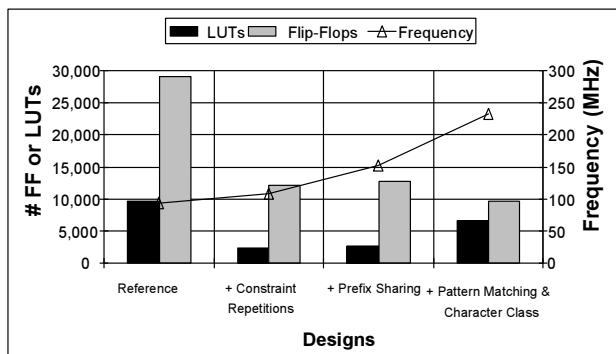 LUTs Flip-Flops Frequency
30,000
25,000
20,000
15,000
10,000
5,000
0
# FF or LUTs
300
250
200
150
100
50
0
Frequency (MHz)
Reference
+ Constraint
Repetitions
+ Prefix Sharing
+ Pattern Matching &
Character Class
Designs